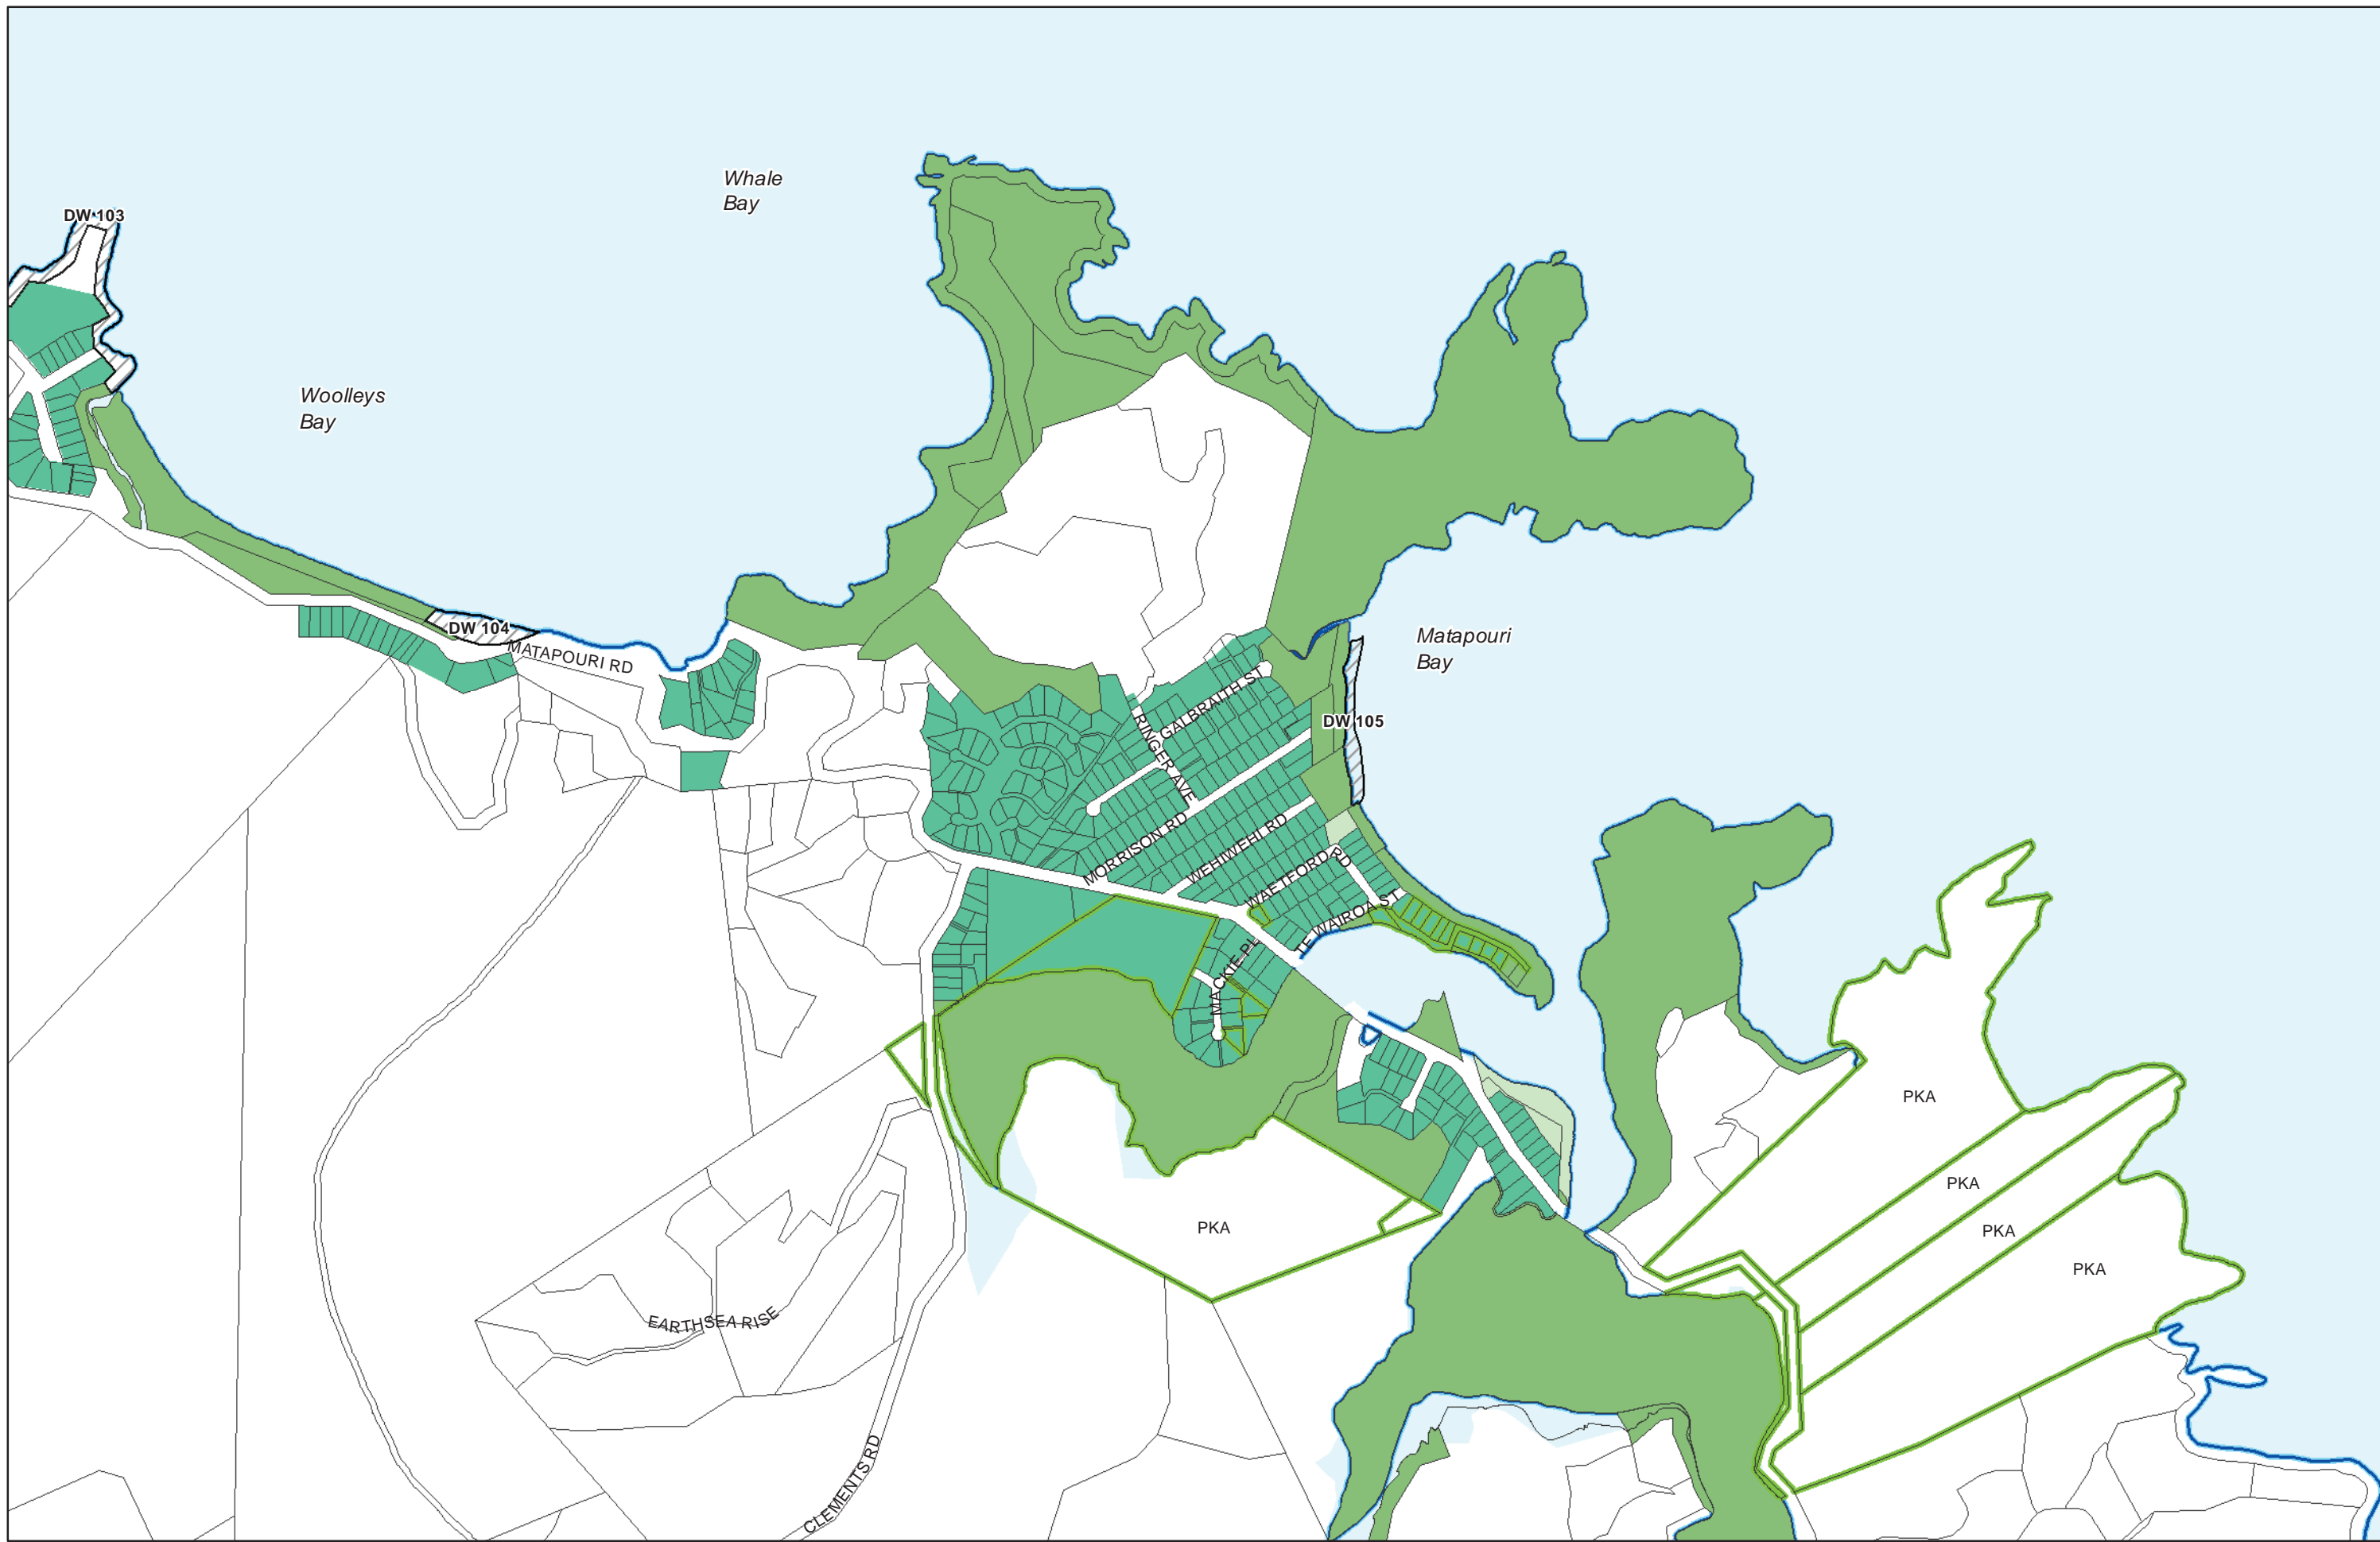 Whale
Bay
DW 103
Woolleys
Bay
DW 104
MATAPOURI RD
Matapouri
Bay
GALBRAITH ST
RINGER AVE
DW 105
MORRISON RD
WEHIWEHI RD
WAETFORD RD
TE WAIROA ST
MACKIE PL
PKA
PKA
PKA
PKA
PKA
EARTHSEA RISE
CLEMENTS RD